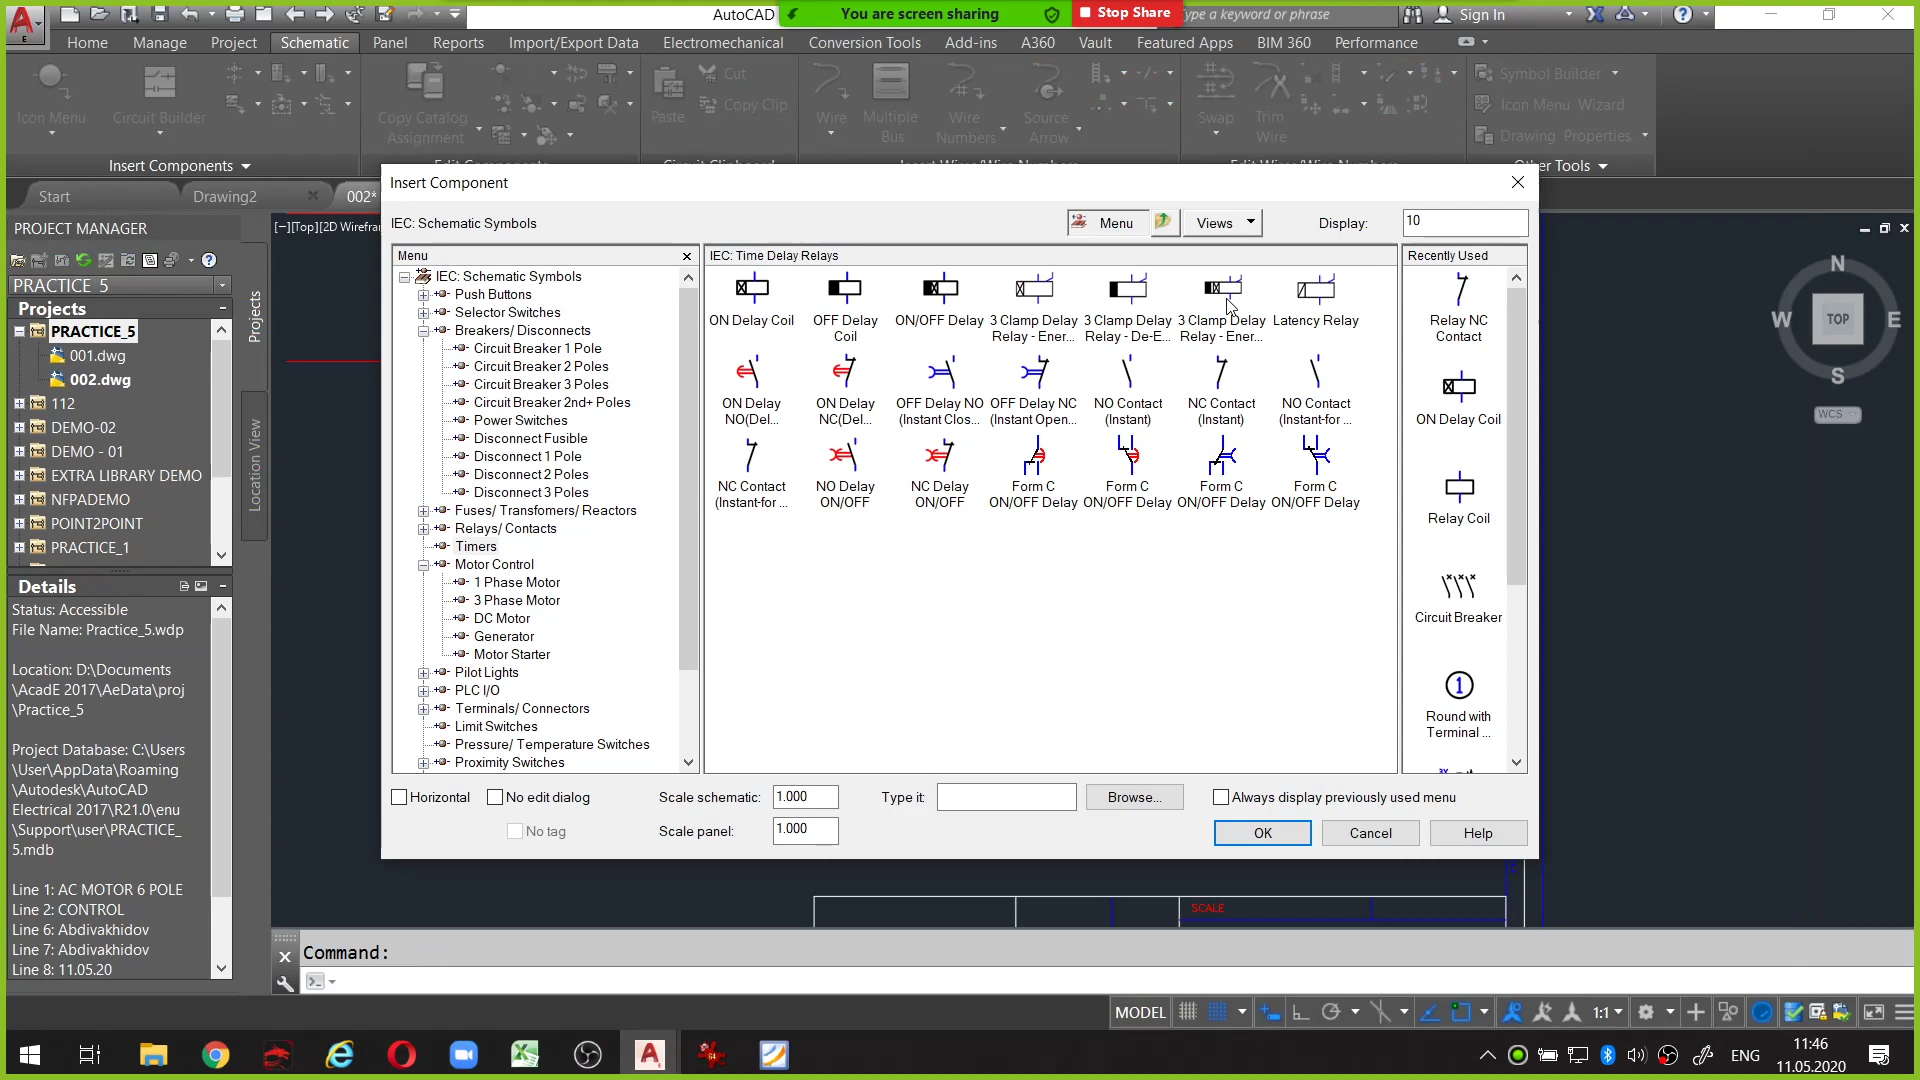 AutoCAD
You are screen sharing
Stop Share
Type a keyword or phrase
Sign In
Home
Manage
Project
Schematic
Panel
Reports
Import/Export Data
Electromechanical
Conversion Tools
Add-ins
A360
Vault
Featured Apps
BIM 360
Performance
Icon Menu
Circuit Builder
Copy Catalog
Assignment
Paste
Cut
Copy Clip
Wire
Multiple
Bus
Wire
Numbers
Source
Arrow
Swap
Trim
Wire
Symbol Builder
Icon Menu Wizard
Drawing Properties
Insert Components
Other Tools
Start
Drawing2
002*
PROJECT MANAGER
PRACTICE 5
Projects
PRACTICE_5
001.dwg
002.dwg
112
DEMO-02
DEMO - 01
EXTRA LIBRARY DEMO
NFPADEMO
POINT2POINT
PRACTICE_1
Projects
Location View
Details
Status: Accessible
File Name: Practice_5.wdp
Location: D:\Documents
\AcadE 2017\AeData\proj
\Practice_5
Project Database: C:\Users
\User\AppData\Roaming
\Autodesk\AutoCAD
Electrical 2017\R21.0\enu
\Support\user\PRACTICE_
5.mdb
Line 1: AC MOTOR 6 POLE
Line 2: CONTROL
Line 6: Abdivakhidov
Line 7: Abdivakhidov
Line 8: 11.05.20
[−][Top][2D Wirefra
Insert Component
IEC: Schematic Symbols
Menu
Views
Display:
10
Menu
IEC: Schematic Symbols
Push Buttons
Selector Switches
Breakers/ Disconnects
Circuit Breaker 1 Pole
Circuit Breaker 2 Poles
Circuit Breaker 3 Poles
Circuit Breaker 2nd+ Poles
Power Switches
Disconnect Fusible
Disconnect 1 Pole
Disconnect 2 Poles
Disconnect 3 Poles
Fuses/ Transfomers/ Reactors
Relays/ Contacts
Timers
Motor Control
1 Phase Motor
3 Phase Motor
DC Motor
Generator
Motor Starter
Pilot Lights
PLC I/O
Terminals/ Connectors
Limit Switches
Pressure/ Temperature Switches
Proximity Switches
IEC: Time Delay Relays
ON Delay Coil
OFF Delay
Coil
ON/OFF Delay
3 Clamp Delay
Relay - Ener...
3 Clamp Delay
Relay - De-E...
3 Clamp Delay
Relay - Ener...
Latency Relay
ON Delay
NO(Del...
ON Delay
NC(Del...
OFF Delay NO
(Instant Clos...
OFF Delay NC
(Instant Open...
NO Contact
(Instant)
NC Contact
(Instant)
NO Contact
(Instant-for ...
NC Contact
(Instant-for ...
NO Delay
ON/OFF
NC Delay
ON/OFF
Form C
ON/OFF Delay
Form C
ON/OFF Delay
Form C
ON/OFF Delay
Form C
ON/OFF Delay
Recently Used
Relay NC
Contact
ON Delay Coil
Relay Coil
Circuit Breaker
1
Round with
Terminal ...
Horizontal
No edit dialog
No tag
Scale schematic:
1.000
Scale panel:
1.000
Type it:
Browse...
Always display previously used menu
OK
Cancel
Help
N
W
TOP
E
S
WCS
SCALE
Command:
MODEL
1:1
ENG
11:46
11.05.2020